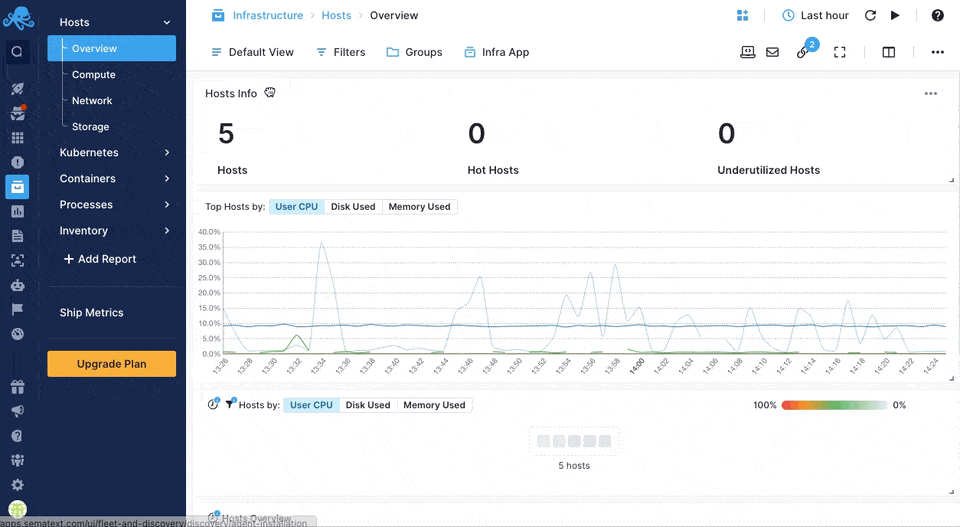 Hosts
Overview
Compute
Network
Storage
Kubernetes
Containers
Processes
Inventory
+ Add Report
Ship Metrics
Upgrade Plan
Infrastructure > Hosts > Overview
Last hour
Default View Filters Groups Infra App
2
Hosts Info
5 0 0
Hosts Hot Hosts Underutilized Hosts
Top Hosts by: User CPU Disk Used Memory Used
40.0%
35.0%
30.0%
25.0%
20.0%
15.0%
10.0%
5.0%
0.0%
13:26 13:28 13:30 13:32 13:34 13:36 13:38 13:40 13:42 13:44 13:46 13:48 13:50 13:52 13:54 13:56 13:58 14:00 14:02 14:04 14:06 14:08 14:10 14:12 14:14 14:16 14:18 14:20 14:22 14:24
Hosts by: User CPU Disk Used Memory Used 100% 0%
5 hosts
Hosts Overview
apps.sematext.com/ui/fleet-and-discovery/discovery/agent-installation